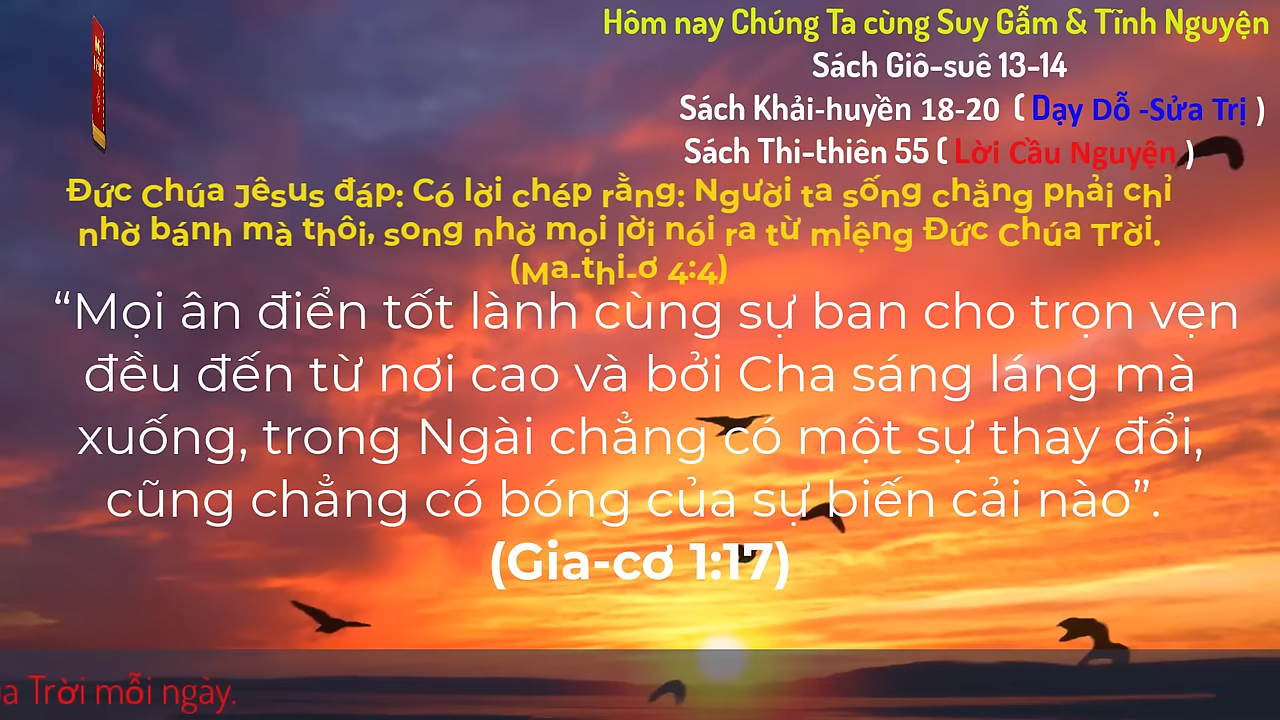 Hôm nay Chúng Ta cùng Suy Gẫm & Tĩnh Nguyện
Sách Giô-suê 13-14
Sách Khải-huyền 18-20 ( Dạy Dỗ -Sửa Trị )
Sách Thi-thiên 55 ( Lời Cầu Nguyện )
Đức Chúa Jêsus đáp: Có lời chép rằng: Người ta sống chẳng phải chỉ
nhờ bánh mà thôi, song nhờ mọi lời nói ra từ miệng Đức Chúa Trời.
(Ma-thi-ơ 4:4)
“Mọi ân điển tốt lành cùng sự ban cho trọn vẹn
đều đến từ nơi cao và bởi Cha sáng láng mà
xuống, trong Ngài chẳng có một sự thay đổi,
cũng chẳng có bóng của sự biến cải nào”.
(Gia-cơ 1:17)
Trời mỗi ngày.